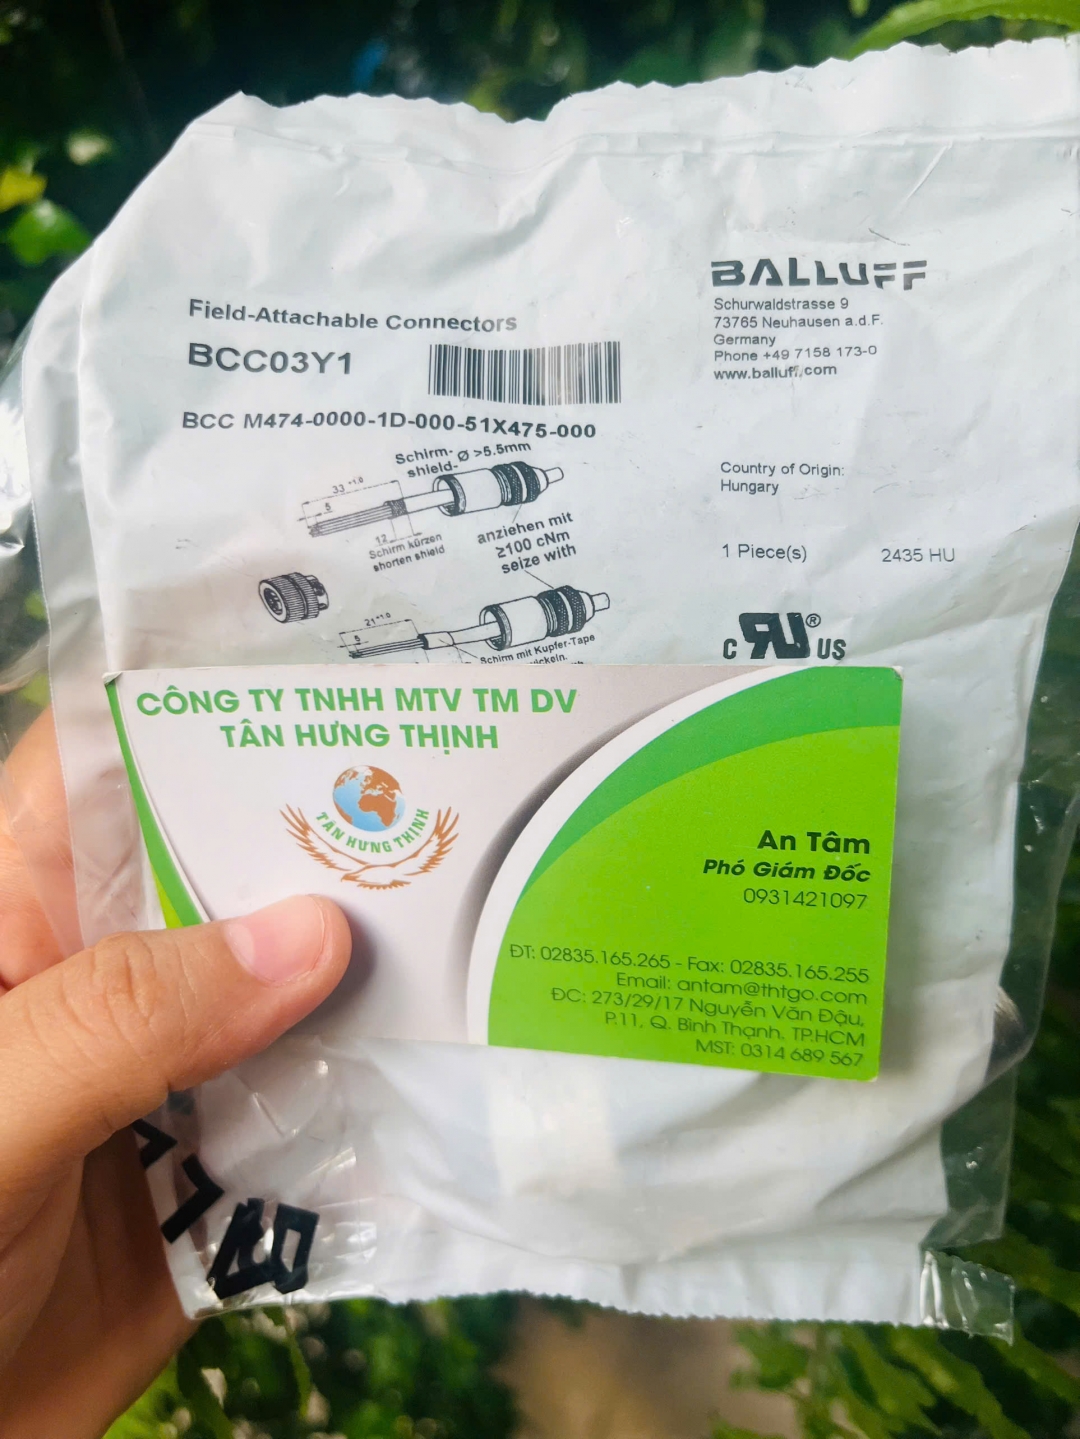 BALLUFF
Schurwaldstrasse 9
73765 Neuhausen a.d.F.
Germany
Phone +49 7158 173-0
www.balluff.com
Field-Attachable Connectors
BCC03Y1
BCC M474-0000-1D-000-51X475-000
Schirm- Ø >5.5mm
shield-
33 +1.0
5
12
Schirm kürzen
shorten shield
anziehen mit
≥100 cNm
seize with
21+1.0
5
Schirm mit Kupfer-Tape
Country of Origin:
Hungary
1 Piece(s) 2435 HU
C RU ® US
CÔNG TY TNHH MTV TM DV
TÂN HƯNG THỊNH
TÂN HƯNG THỊNH
An Tâm
Phó Giám Đốc
0931421097
ĐT: 02835.165.265 - Fax: 02835.165.255
Email: antam@thtgo.com
ĐC: 273/29/17 Nguyễn Văn Đậu,
P.11, Q. Bình Thạnh, TP.HCM
MST: 0314 689 567